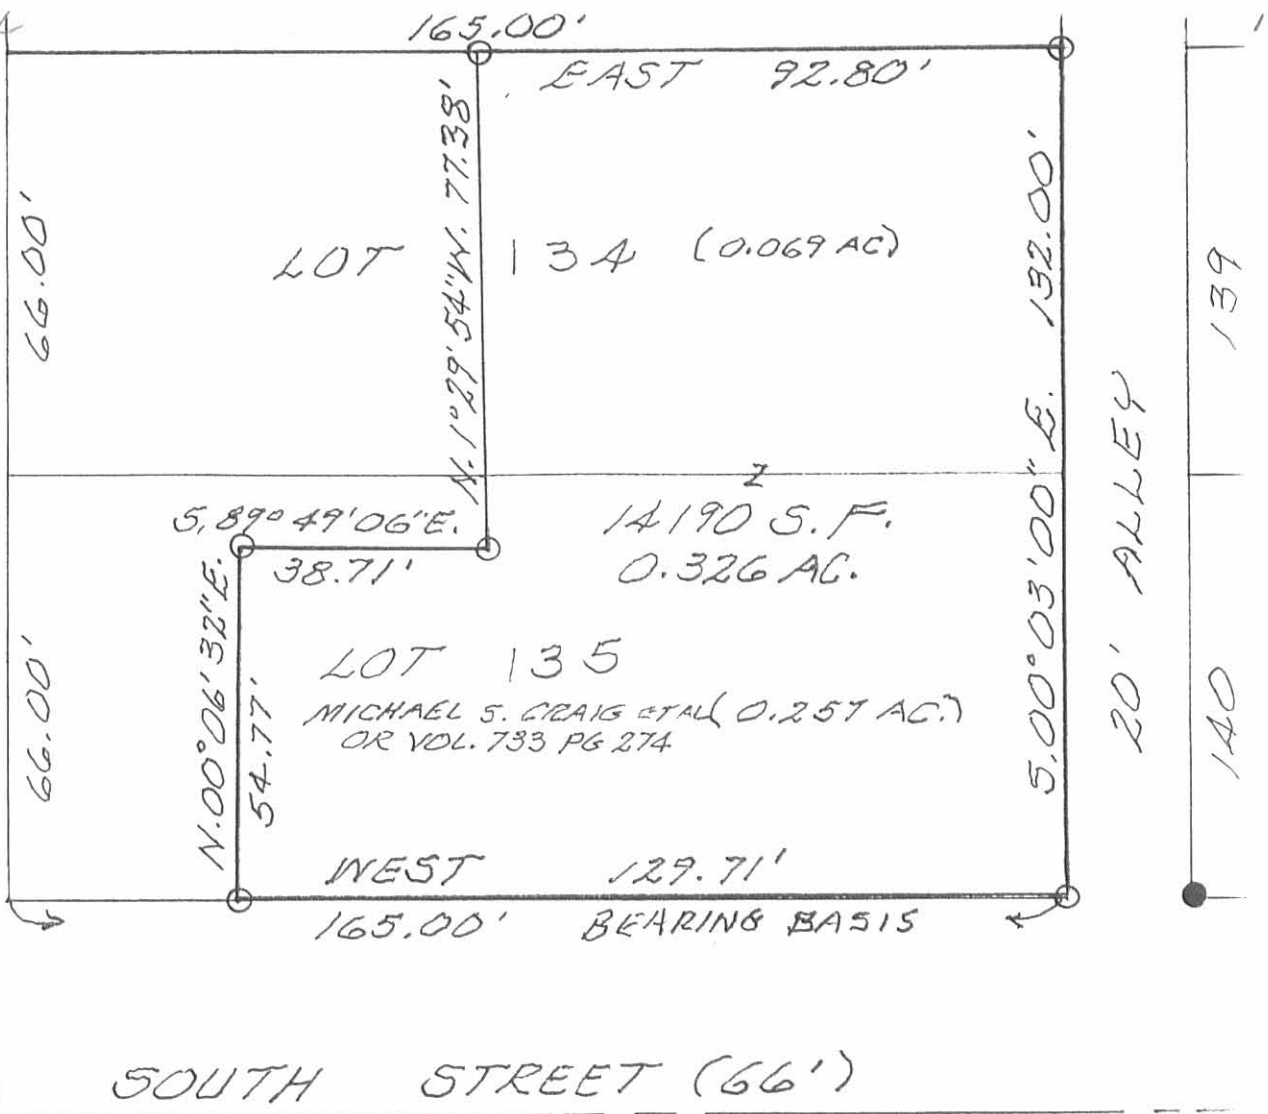 165.00'
EAST 92.80'
N. 1° 29' 54" W. 77.38'
66.00'
LOT 134 (0.069 AC)
S. 00° 03' 00" E. 132.00'
139
20' ALLEY
S. 89° 49' 06" E.
38.71'
14190 S.F.
0.326 AC.
N. 00° 06' 32" E.
54.77'
66.00'
LOT 135
MICHAEL S. CRAIG ETAL (0.257 AC.)
OR VOL. 733 PG 274
140
WEST 129.71'
165.00' BEARING BASIS
SOUTH STREET (66')